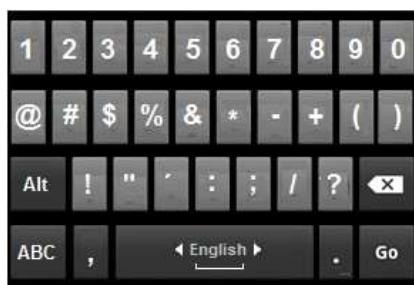 1 2 3 4 5 6 7 8 9 0
@ # $ % & * - + ( )
Alt ! " ´ : ; / ?
ABC , English . Go